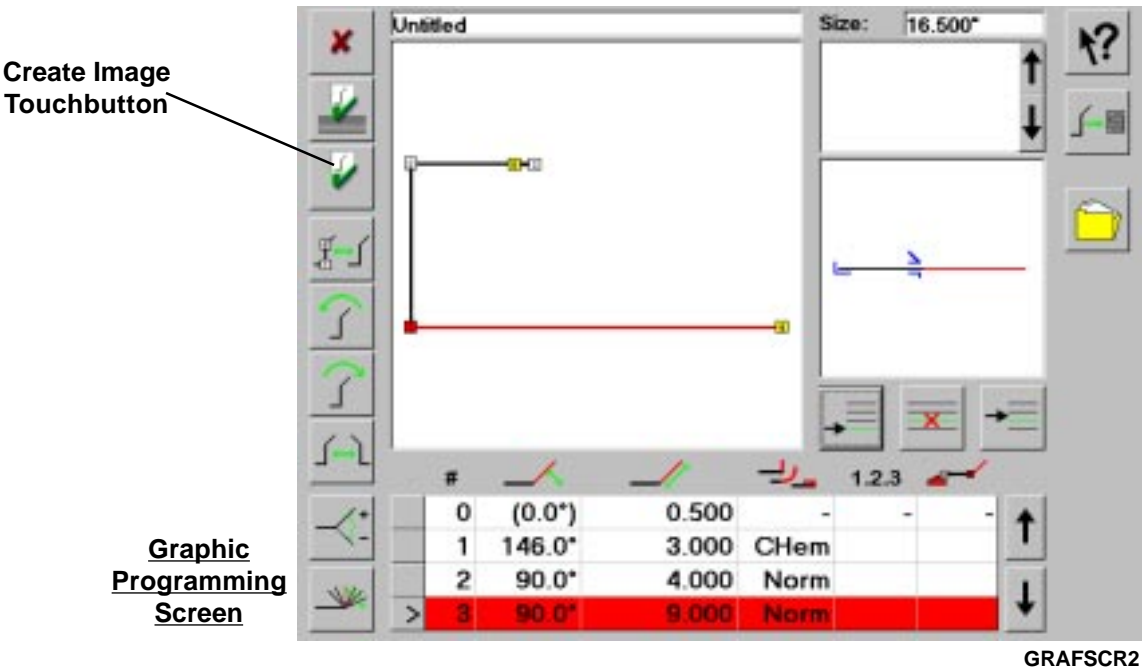 Untitled
Size: 16.500"
Create Image
Touchbutton
# 1.2.3
0 (0.0°) 0.500 - - -
1 146.0° 3.000 CHem
2 90.0° 4.000 Norm
> 3 90.0° 9.000 Norm
Graphic
Programming
Screen
GRAFSCR2